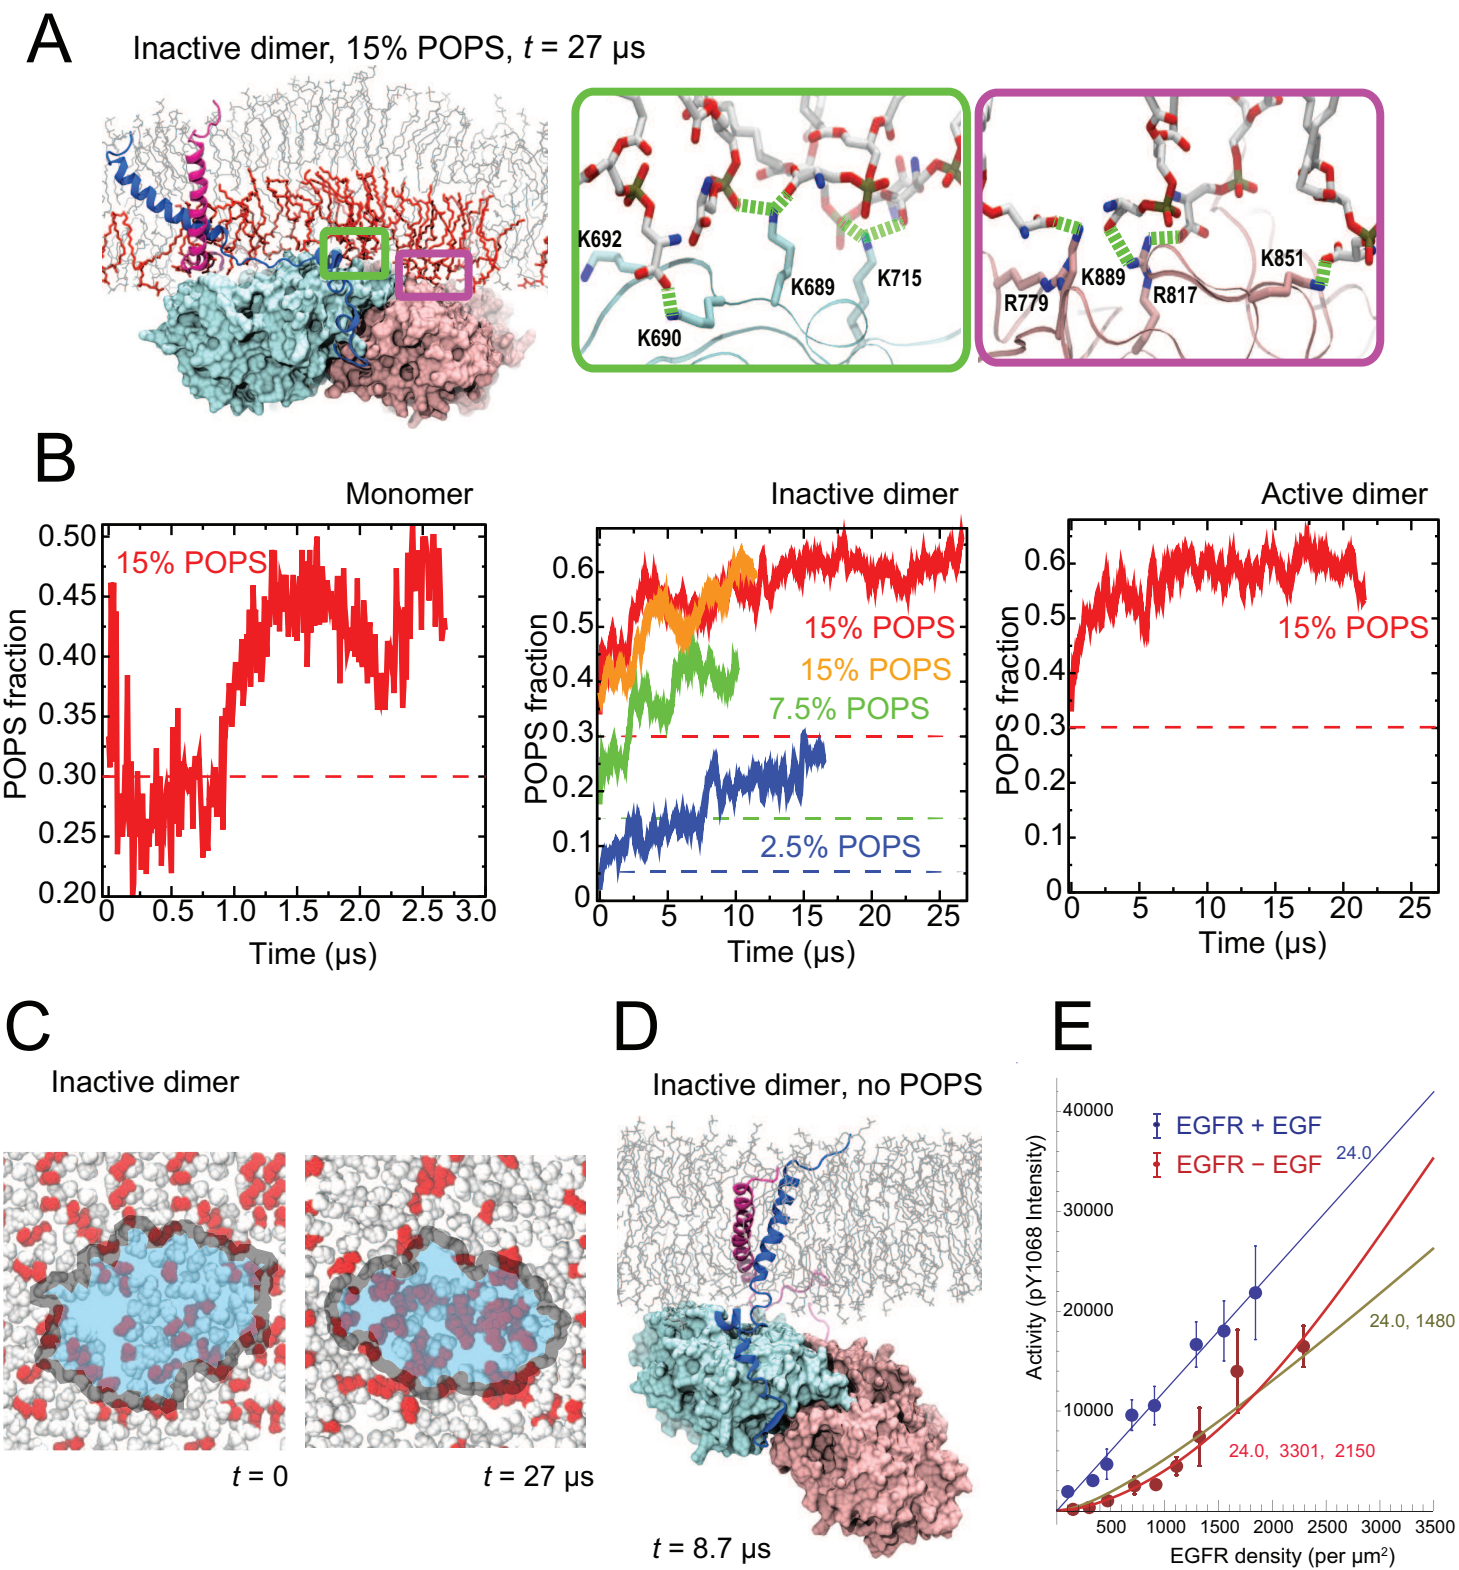 A
Inactive dimer, 15% POPS, t = 27 µs
K692
K690
K689
K715
R779
K889
R817
K851
B
Monomer
15% POPS
POPS fraction
0.50
0.45
0.40
0.35
0.30
0.25
0.20
0 0.5 1.0 1.5 2.0 2.5 3.0
Time (µs)
Inactive dimer
15% POPS
15% POPS
7.5% POPS
2.5% POPS
POPS fraction
0.6
0.5
0.4
0.3
0.2
0.1
0
0 5 10 15 20 25
Time (µs)
Active dimer
15% POPS
POPS fraction
0.6
0.5
0.4
0.3
0.2
0.1
0
0 5 10 15 20 25
Time (µs)
C
Inactive dimer
t = 0
t = 27 µs
D
Inactive dimer, no POPS
t = 8.7 µs
E
Activity (pY1068 Intensity)
40000
30000
20000
10000
EGFR + EGF
EGFR − EGF
24.0
24.0, 1480
24.0, 3301, 2150
500 1000 1500 2000 2500 3000 3500
EGFR density (per µm²)